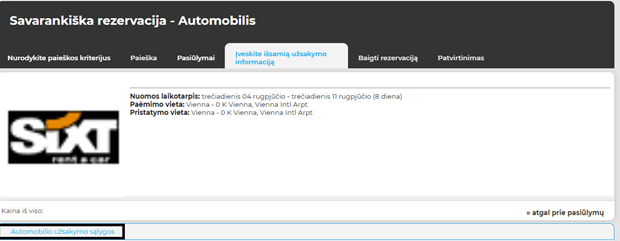 Savarankiška rezervacija - Automobilis
Nurodykite paieškos kriterijus
Paieška
Pasiūlymai
Įveskite išsamią užsakymo
informaciją
Baigti rezervaciją
Patvirtinimas
Nuomos laikotarpis: trečiadienis 04 rugpjūčio - trečiadienis 11 rugpjūčio (8 diena)
Paėmimo vieta: Vienna - 0 K Vienna, Vienna Intl Arpt
Pristatymo vieta: Vienna - 0 K Vienna, Vienna Intl Arpt
SIXT
rent a car
Kaina iš viso:
« atgal prie pasiūlymų
Automobilio užsakymo sąlygos